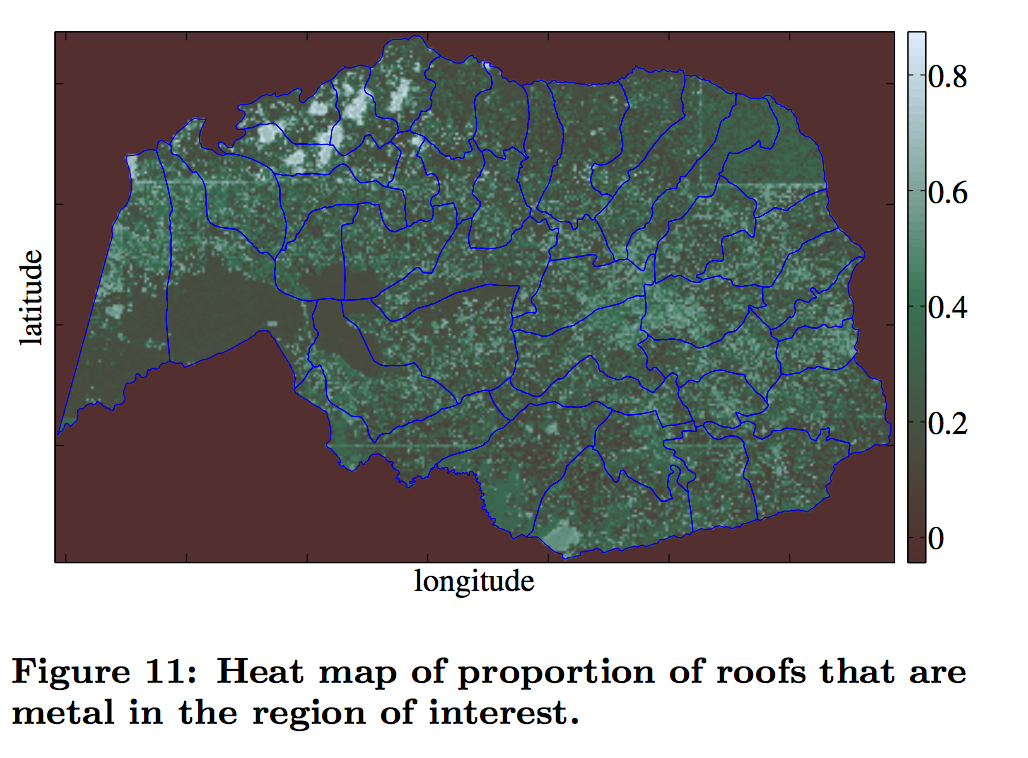 0.8
0.6
0.4
0.2
0
latitude
longitude
Figure 11: Heat map of proportion of roofs that are
metal in the region of interest.